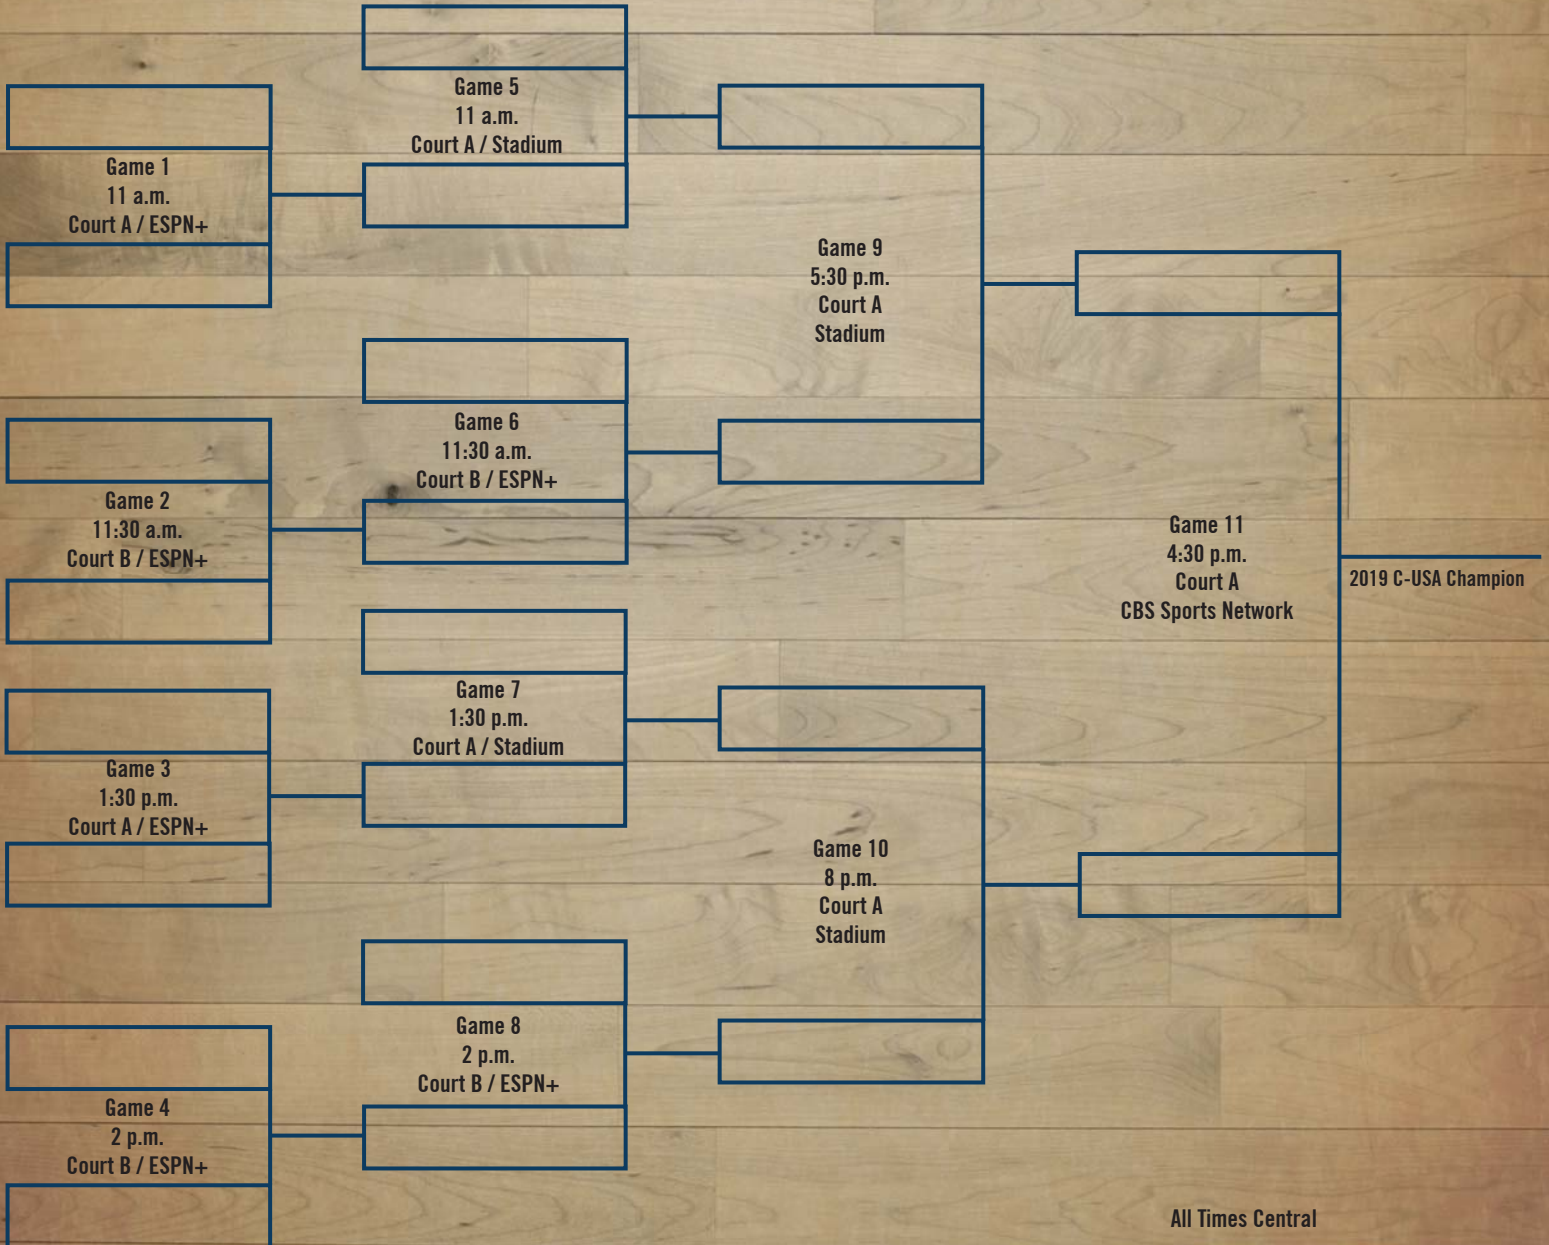 Game 1
11 a.m.
Court A / ESPN+
Game 2
11:30 a.m.
Court B / ESPN+
Game 3
1:30 p.m.
Court A / ESPN+
Game 4
2 p.m.
Court B / ESPN+
Game 5
11 a.m.
Court A / Stadium
Game 6
11:30 a.m.
Court B / ESPN+
Game 7
1:30 p.m.
Court A / Stadium
Game 8
2 p.m.
Court B / ESPN+
Game 9
5:30 p.m.
Court A
Stadium
Game 10
8 p.m.
Court A
Stadium
Game 11
4:30 p.m.
Court A
CBS Sports Network
2019 C-USA Champion
All Times Central